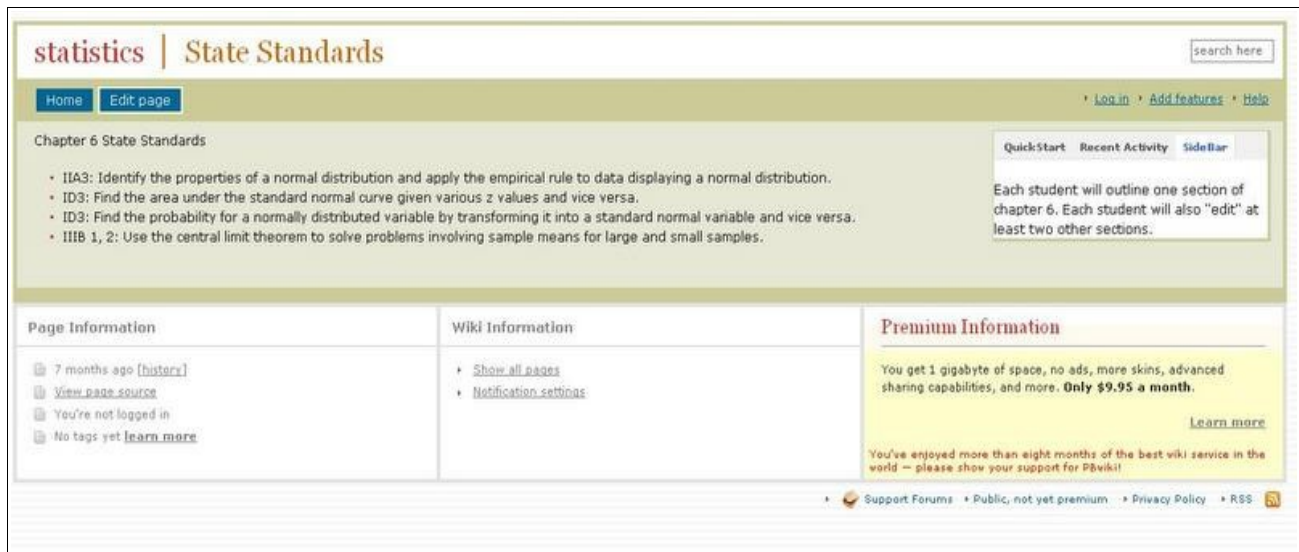 statistics | State Standards
search here
Home Edit page
Log in Add features Help
Chapter 6 State Standards
• IIA3: Identify the properties of a normal distribution and apply the empirical rule to data displaying a normal distribution.
• ID3: Find the area under the standard normal curve given various z values and vice versa.
• ID3: Find the probability for a normally distributed variable by transforming it into a standard normal variable and vice versa.
• IIIB 1, 2: Use the central limit theorem to solve problems involving sample means for large and small samples.
QuickStart Recent Activity SideBar
Each student will outline one section of
chapter 6. Each student will also "edit" at
least two other sections.
Page Information
7 months ago [history]
View page source
You're not logged in
No tags yet learn more
Wiki Information
Show all pages
Notification settings
Premium Information
You get 1 gigabyte of space, no ads, more skins, advanced
sharing capabilities, and more. Only $9.95 a month.
Learn more
You've enjoyed more than eight months of the best viki service in the
world — please show your support for PBviki!
Support Forums Public, not yet premium Privacy Policy RSS